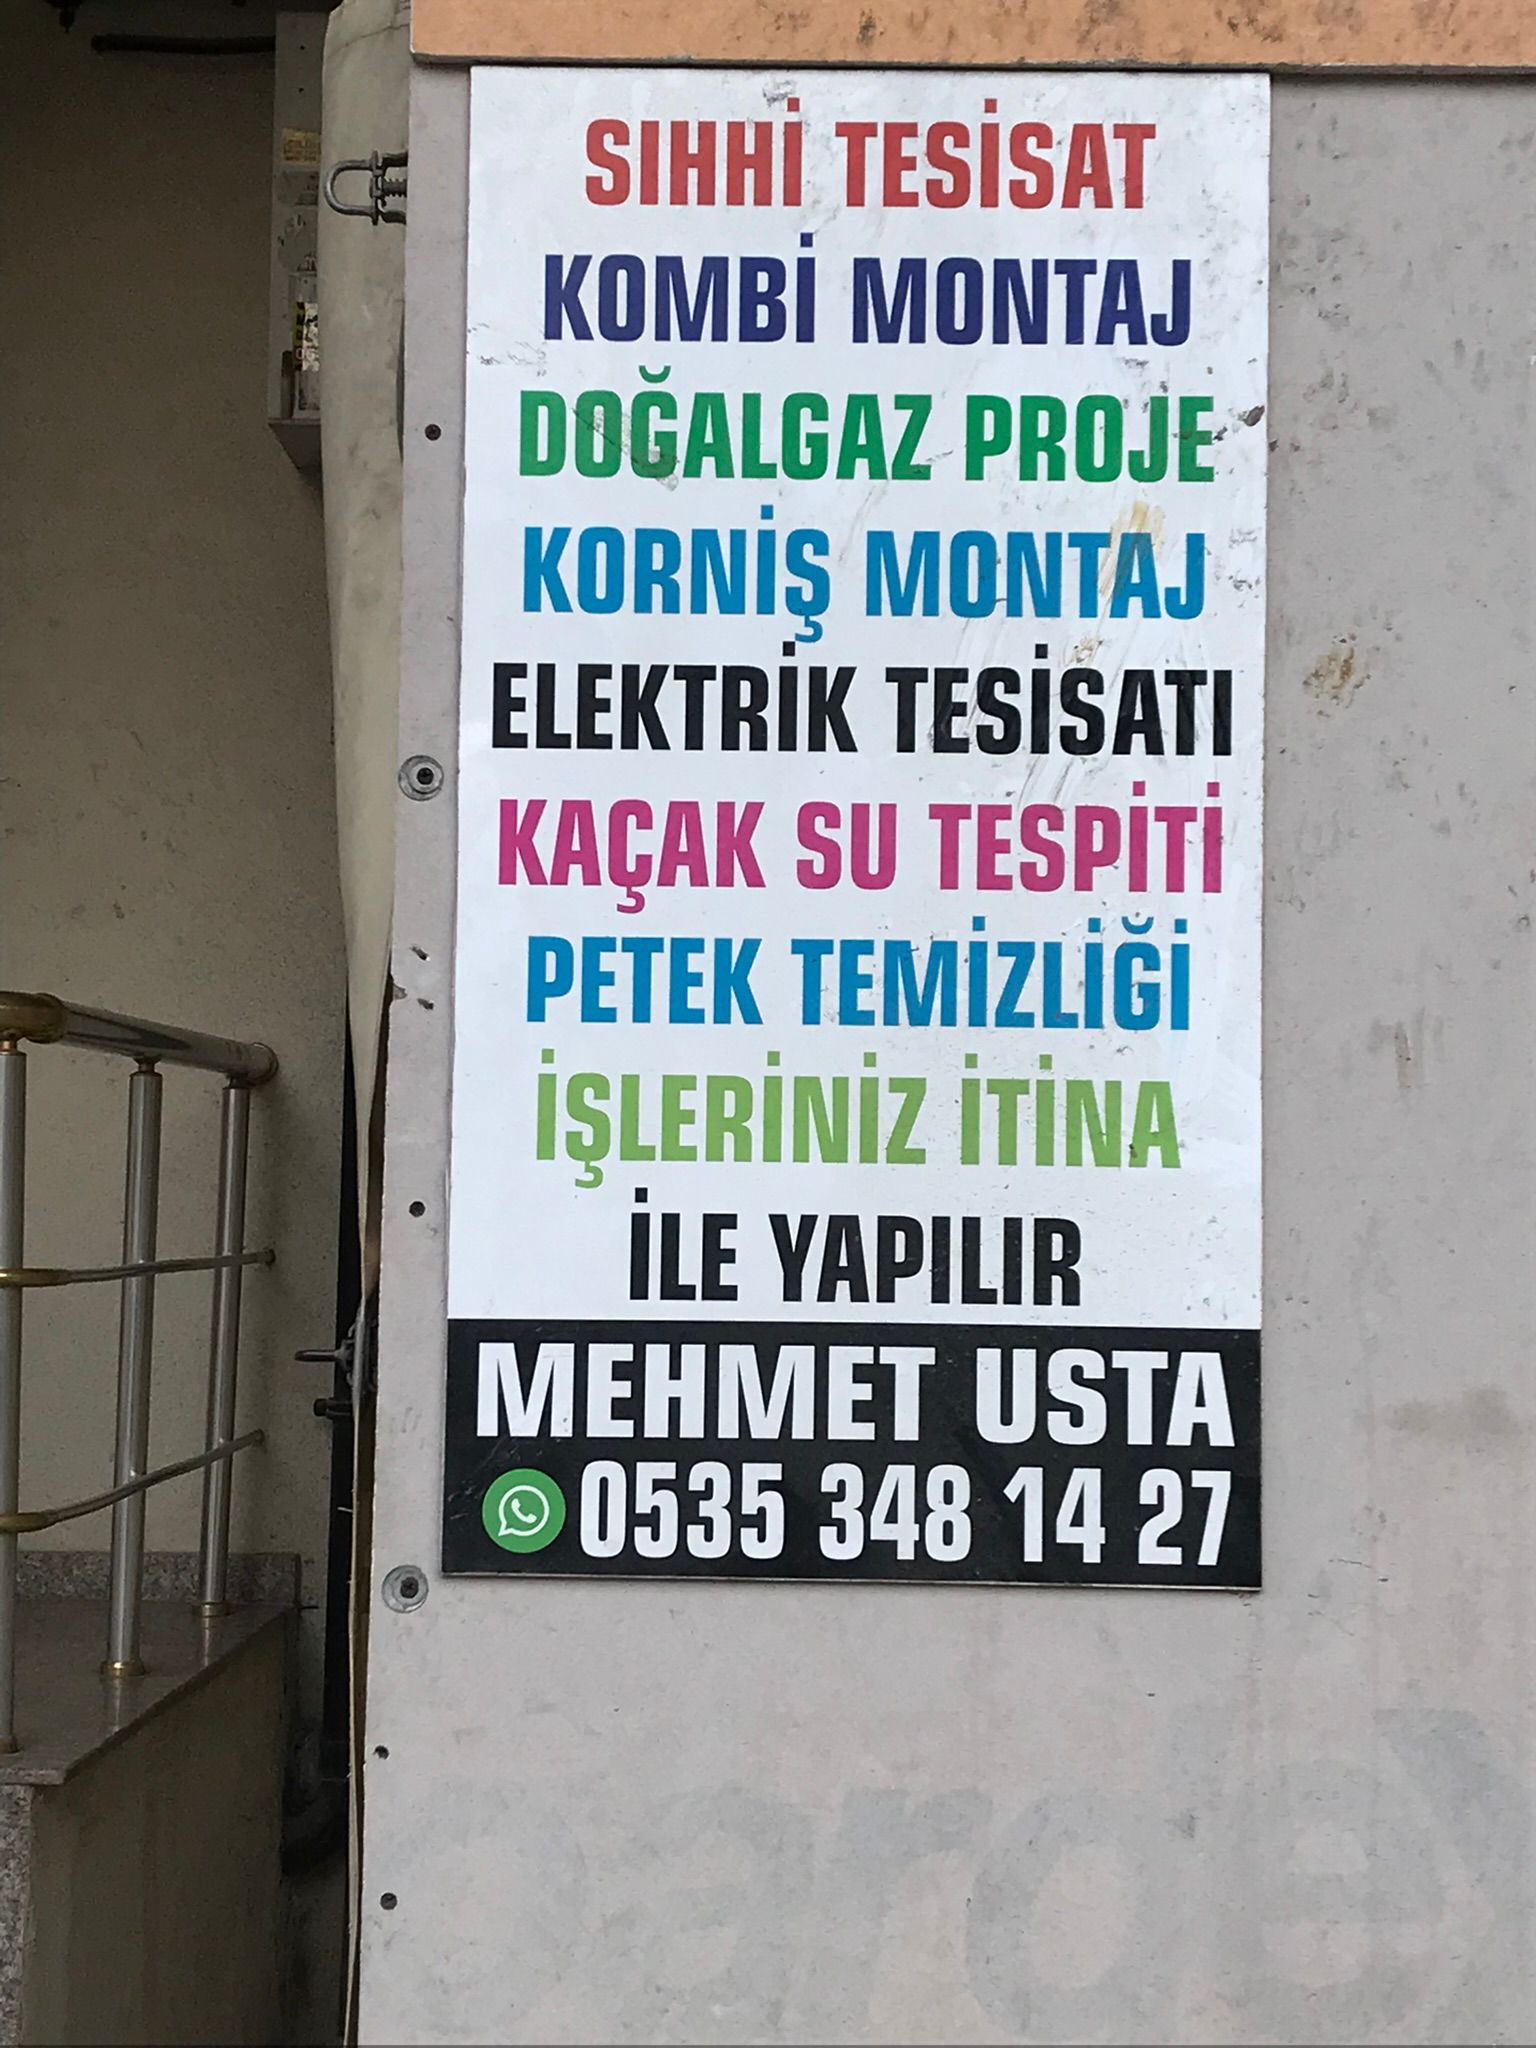 SIHHİ TESİSAT
KOMBİ MONTAJ
DOĞALGAZ PROJE
KORNİŞ MONTAJ
ELEKTRİK TESİSATI
KAÇAK SU TESPİTİ
PETEK TEMİZLİĞİ
İŞLERİNİZ İTİNA
İLE YAPILIR
MEHMET USTA
0535 348 14 27